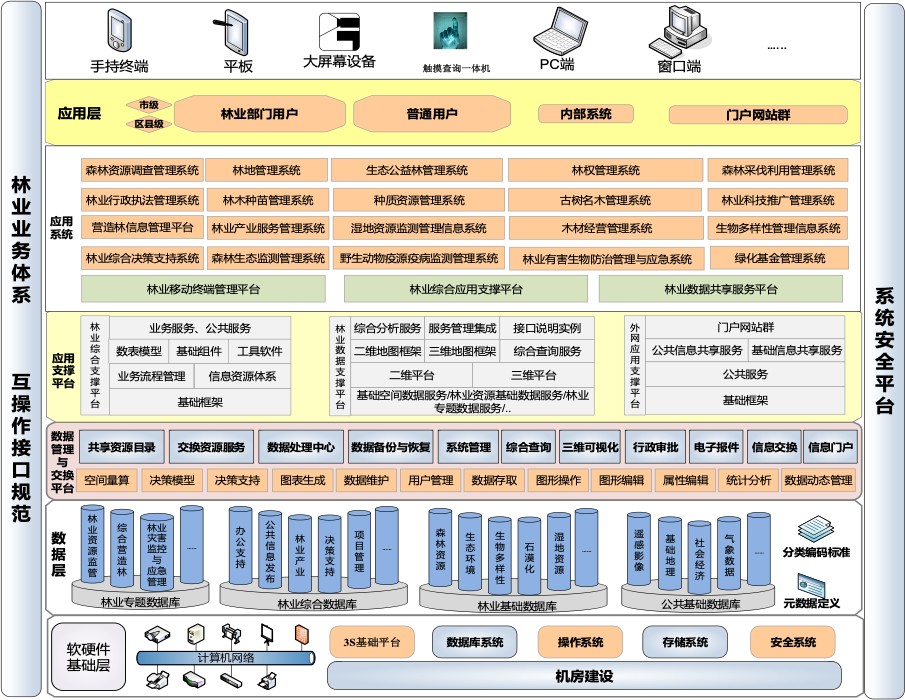 手持终端
平板
大屏幕设备
触摸查询一体机
PC端
窗口端
......
应用层
市级
区县级
林业部门用户
普通用户
内部系统
门户网站群
林业业务体系
互操作接口规范
系统安全平台
应用
系统
森林资源调查管理系统
林地管理系统
生态公益林管理系统
林权管理系统
森林采伐利用管理系统
林业行政执法管理系统
林木种苗管理系统
种质资源管理系统
古树名木管理系统
林业科技推广管理系统
营造林信息管理平台
林业产业服务管理系统
湿地资源监测管理信息系统
木材经营管理系统
生物多样性管理信息系统
林业综合决策支持系统
森林生态监测管理系统
野生动物疫源疫病监测管理系统
林业有害生物防治管理与应急系统
绿化基金管理系统
林业移动终端管理平台
林业综合应用支撑平台
林业数据共享服务平台
应用
支撑
平台
林业综合支撑平台
业务服务、公共服务
数表模型
基础组件
工具软件
业务流程管理
信息资源体系
基础框架
林业数据支撑平台
综合分析服务
服务管理集成
接口说明实例
二维地图框架
三维地图框架
综合查询服务
二维平台
三维平台
基础空间数据服务/林业资源基础数据服务/林业
专题数据服务/..
外网应用支撑平台
门户网站群
公共信息共享服务
基础信息共享服务
公共服务
基础框架
数据
管理
与
交换
平台
共享资源目录
交换资源服务
数据处理中心
数据备份与恢复
系统管理
综合查询
三维可视化
行政审批
电子报件
信息交换
信息门户
空间量算
决策模型
决策支持
图表生成
数据维护
用户管理
数据存取
图形操作
图形编辑
属性编辑
统计分析
数据动态管理
数据层
林业资源监管
综合营造林
林业
灾害
监控
与
应急
管理
......
林业专题数据库
办公支持
公共信息发布
林业产业
决策支持
项目管理
......
林业综合数据库
森林资源
生态环境
生物多样性
石漠化
湿地资源
......
林业基础数据库
遥感影像
基础地理
社会经济
气象数据
......
公共基础数据库
分类编码标准
元数据定义
软硬件
基础层
计算机网络
3S基础平台
数据库系统
操作系统
存储系统
安全系统
机房建设